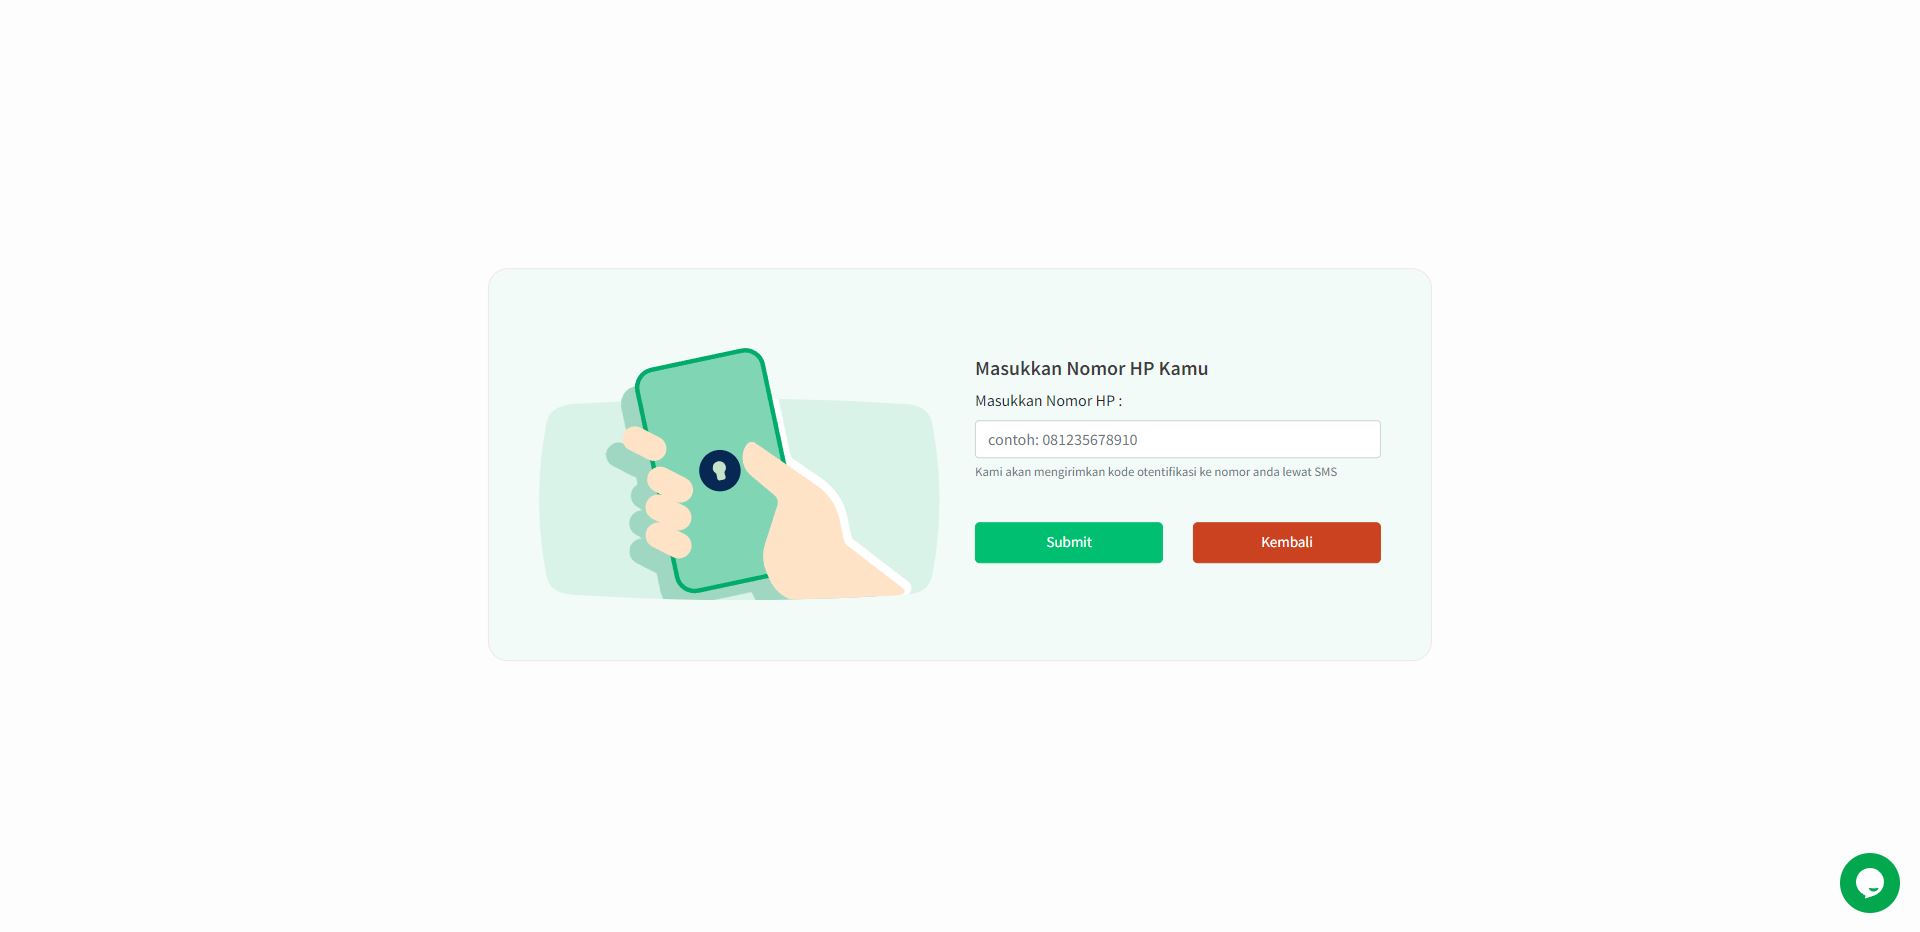 Masukkan Nomor HP Kamu
Masukkan Nomor HP :
contoh: 081235678910
Kami akan mengirimkan kode otentifikasi ke nomor anda lewat SMS
Submit
Kembali